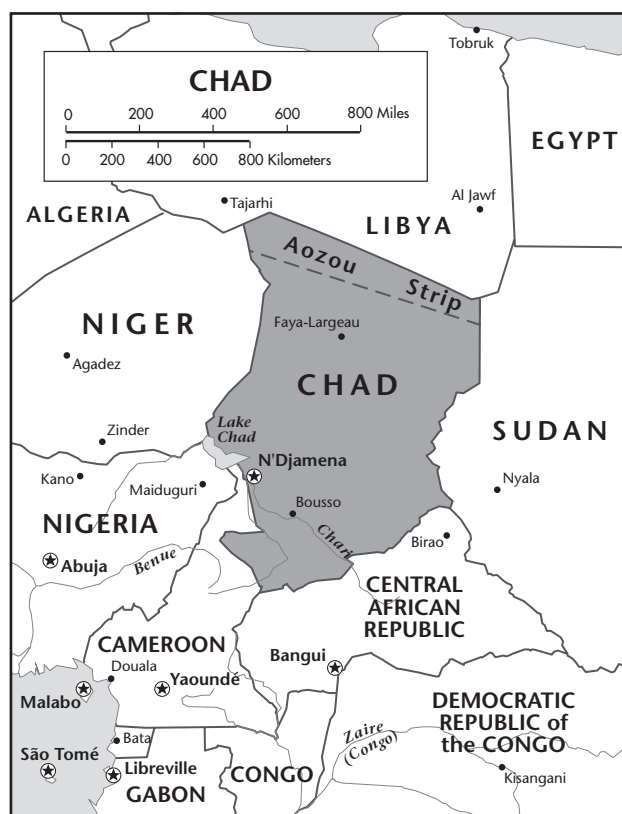 Tobruk
CHAD
0 200 400 600 800 Miles
0 200 400 600 800 Kilometers
EGYPT
Tajarhi
Al Jawf
ALGERIA
LIBYA
Aozou Strip
NIGER
Faya-Largeau
Agadez
CHAD
Lake
Chad
Zinder
SUDAN
N'Djamena
Kano
Maiduguri
Nyala
Bousso
NIGERIA
Chari
Birao
Abuja
Benue
CENTRAL
AFRICAN
REPUBLIC
CAMEROON
Bangui
Douala
Yaoundé
Malabo
DEMOCRATIC
REPUBLIC of
the CONGO
Zaire
(Congo)
Bata
São Tomé
Libreville
CONGO
Kisangani
GABON